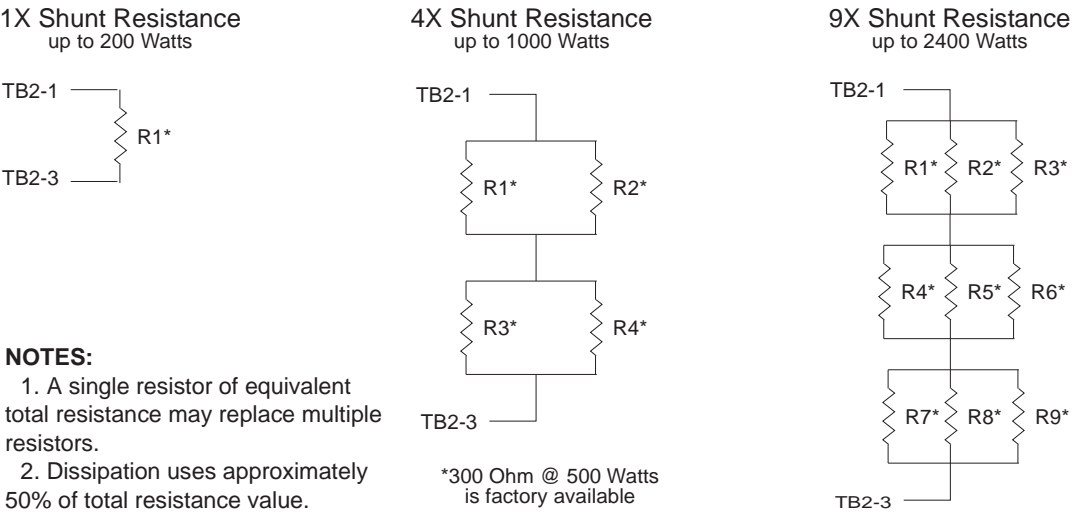 1X Shunt Resistance
up to 200 Watts
TB2-1
R1*
TB2-3
4X Shunt Resistance
up to 1000 Watts
TB2-1
R1*
R2*
R3*
R4*
TB2-3
*300 Ohm @ 500 Watts
is factory available
9X Shunt Resistance
up to 2400 Watts
TB2-1
R1*
R2*
R3*
R4*
R5*
R6*
R7*
R8*
R9*
TB2-3
NOTES:
1. A single resistor of equivalent
total resistance may replace multiple
resistors.
2. Dissipation uses approximately
50% of total resistance value.